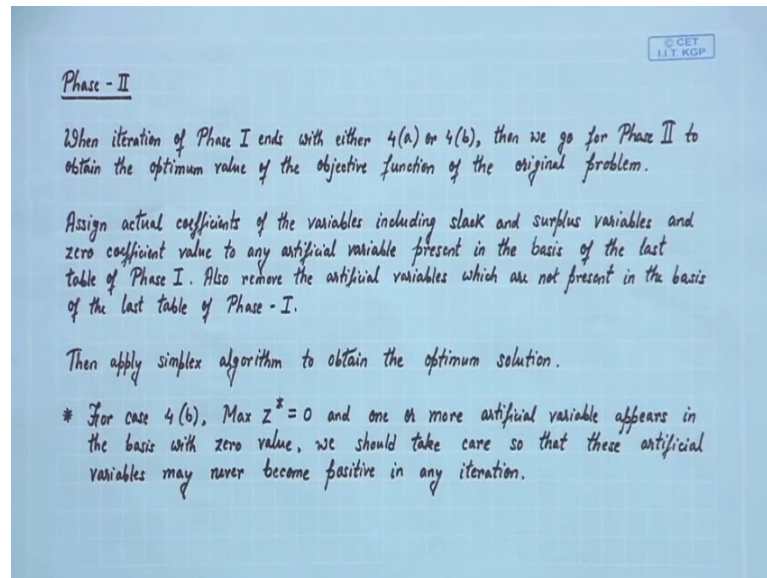 © CET
I.I.T. KGP
Phase - II
When iteration of Phase I ends with either 4(a) or 4(b), then we go for Phase II to
obtain the optimum value of the objective function of the original problem.
Assign actual coefficients of the variables including slack and surplus variables and
zero coefficient value to any artificial variable present in the basis of the last
table of Phase I. Also remove the artificial variables which are not present in the basis
of the last table of Phase - I.
Then apply simplex algorithm to obtain the optimum solution.
* For case 4(b), Max z* = 0 and one or more artificial variable appears in
the basis with zero value, we should take care so that these artificial
variables may never become positive in any iteration.